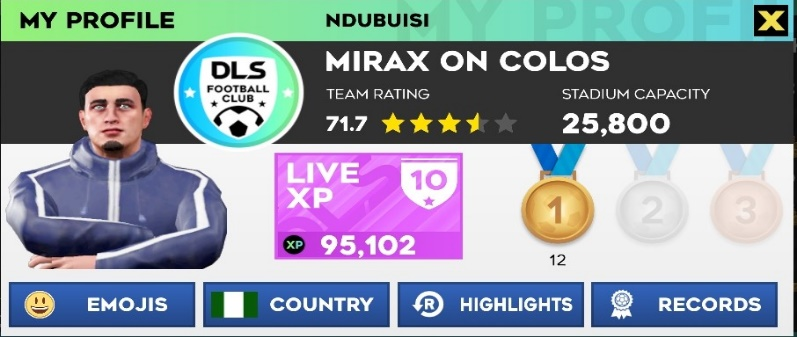 MY PROFILE
NDUBUISI
MY PROFI
DLS
FOOTBALL
CLUB
MIRAX ON COLOS
TEAM RATING
71.7
STADIUM CAPACITY
25,800
LIVE
XP
10
XP 95,102
1
12
2
3
EMOJIS
COUNTRY
R HIGHLIGHTS
RECORDS
X